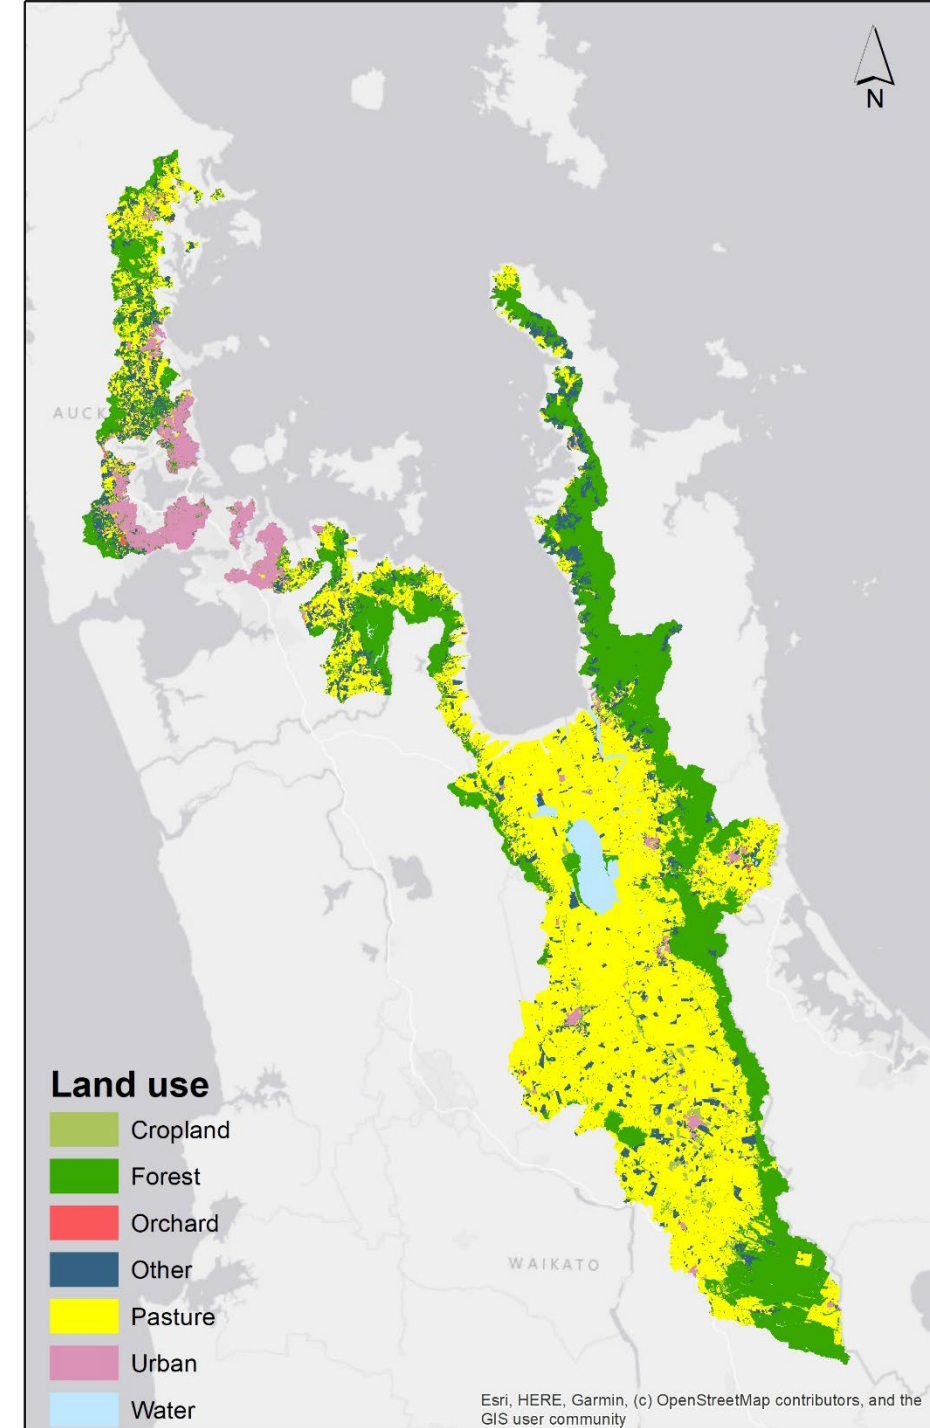 N
AUCK
Land use
Cropland
Forest
Orchard
Other
Pasture
Urban
Water
WAIKATO
Esri, HERE, Garmin, (c) OpenStreetMap contributors, and the
GIS user community